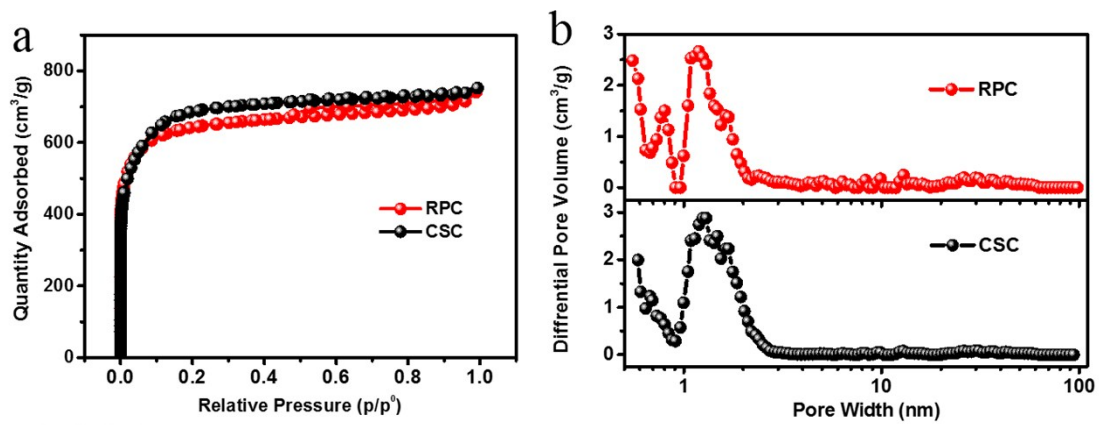 a
Quantity Adsorbed (cm³/g)
800
600
400
200
0
RPC
CSC
0.0 0.2 0.4 0.6 0.8 1.0
Relative Pressure (p/p⁰)
b
Diffrential Pore Volume (cm³/g)
3
2
1
0
RPC
3
2
1
0
CSC
1 10 100
Pore Width (nm)